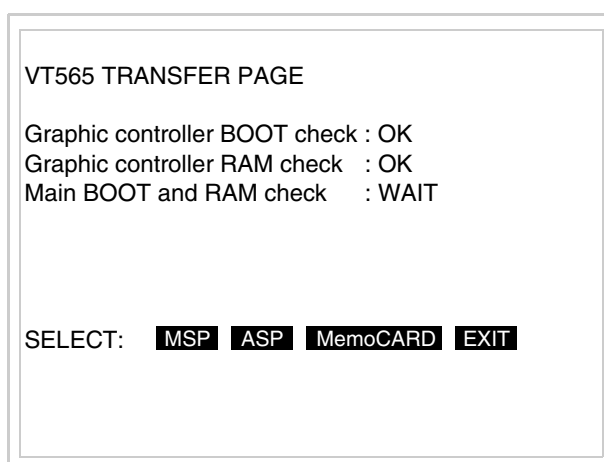 VT565 TRANSFER PAGE
Graphic controller BOOT check : OK
Graphic controller RAM check : OK
Main BOOT and RAM check : WAIT
SELECT: MSP ASP MemoCARD EXIT